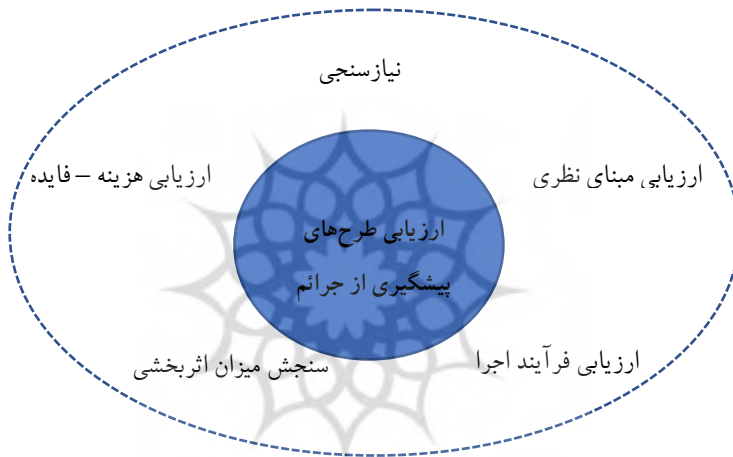 نیازسنجی
ارزیابی مبنای نظری
ارزیابی هزینه – فایده
ارزیابی طرح‌های
پیشگیری از جرائم
ارزیابی فرآیند اجرا
سنجش میزان اثربخشی